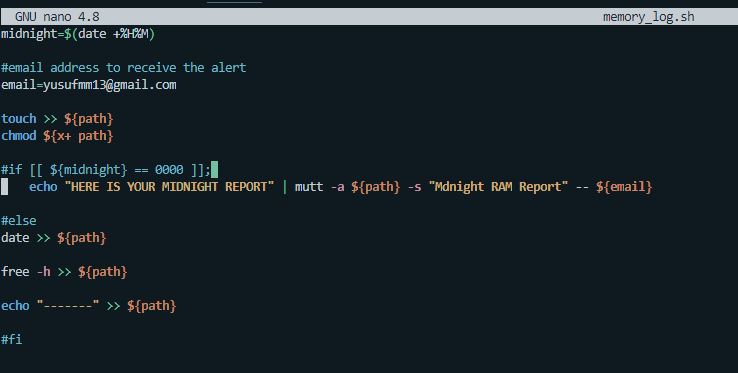 GNU nano 4.8 memory_log.sh
midnight=$(date +%H%M)
#email address to receive the alert
email=yusufmm13@gmail.com
touch >> ${path}
chmod ${x+ path}
#if [[ ${midnight} == 0000 ]];
echo "HERE IS YOUR MIDNIGHT REPORT" | mutt -a ${path} -s "Mdnight RAM Report" -- ${email}
#else
date >> ${path}
free -h >> ${path}
echo "-------" >> ${path}
#fi